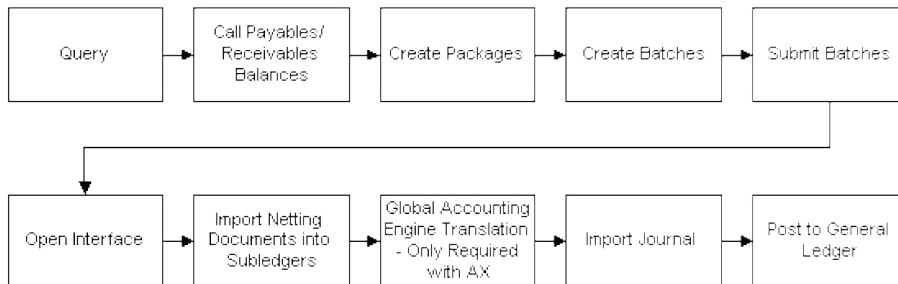 Query
Call Payables/
Receivables
Balances
Create Packages
Create Batches
Submit Batches
Open Interface
Import Netting
Documents into
Subledgers
Global Accounting
Engine Translation
- Only Required
with AX
Import Journal
Post to General
Ledger